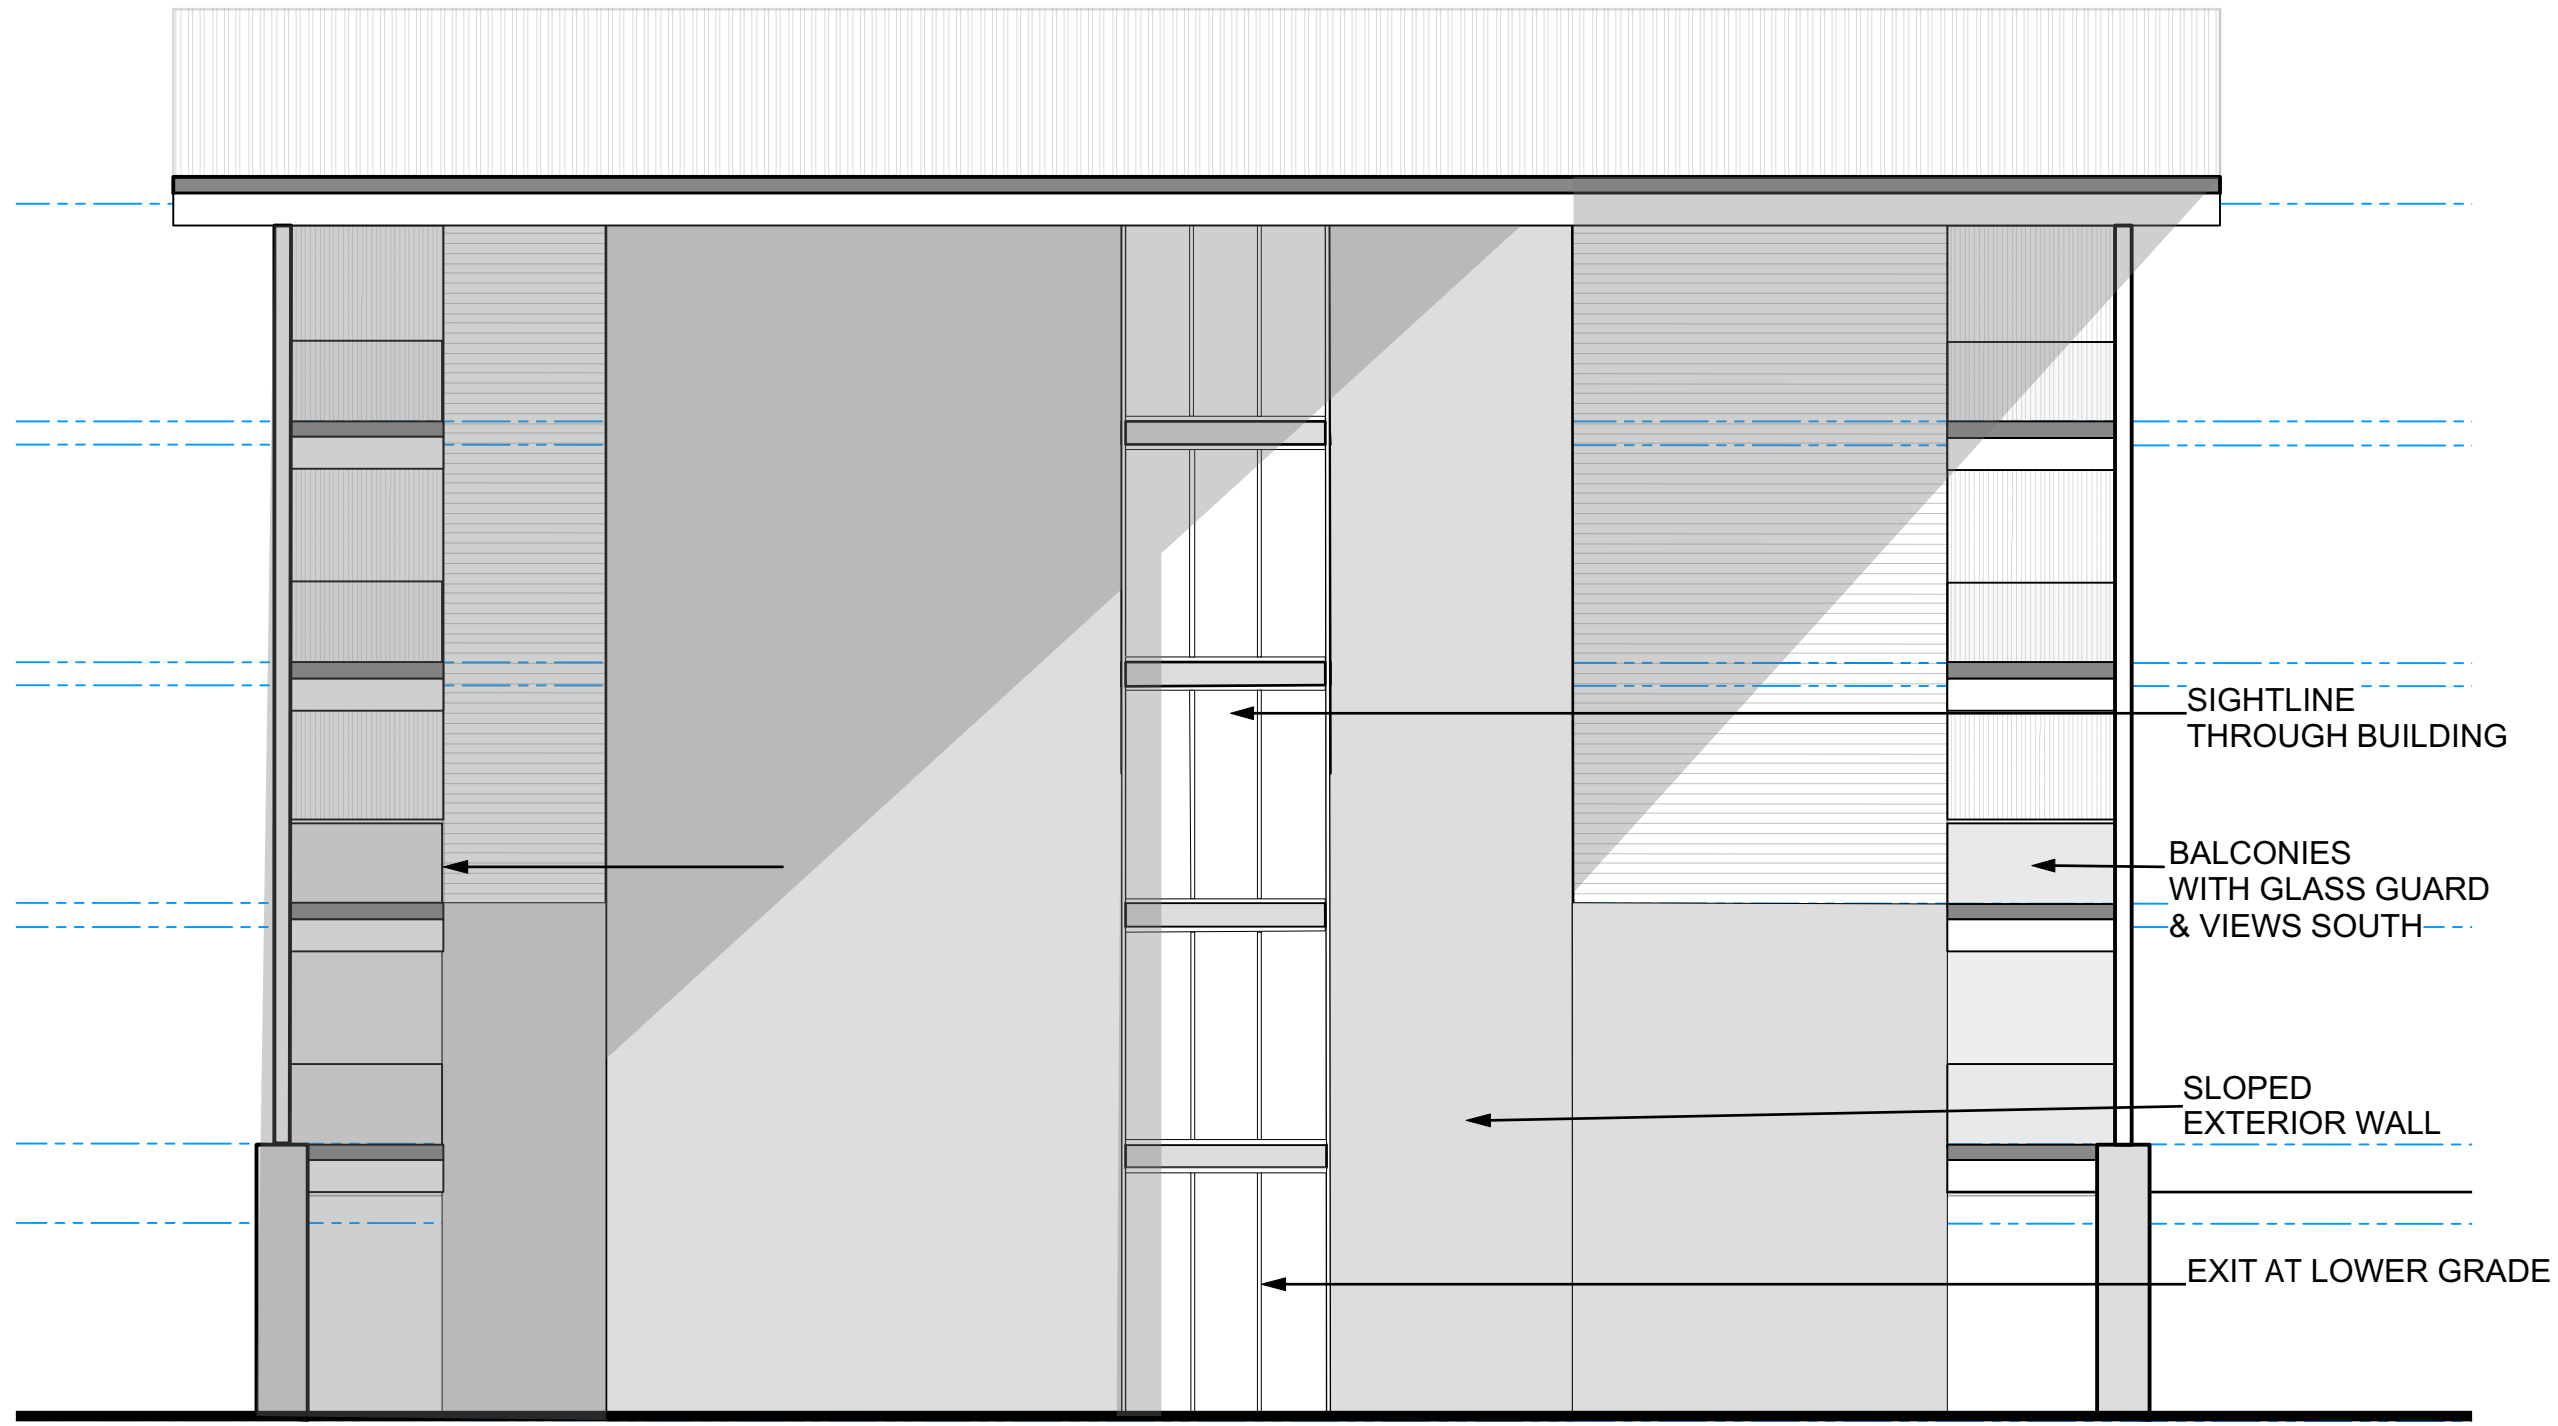 SIGHTLINE
THROUGH BUILDING
BALCONIES
WITH GLASS GUARD
& VIEWS SOUTH
SLOPED
EXTERIOR WALL
EXIT AT LOWER GRADE